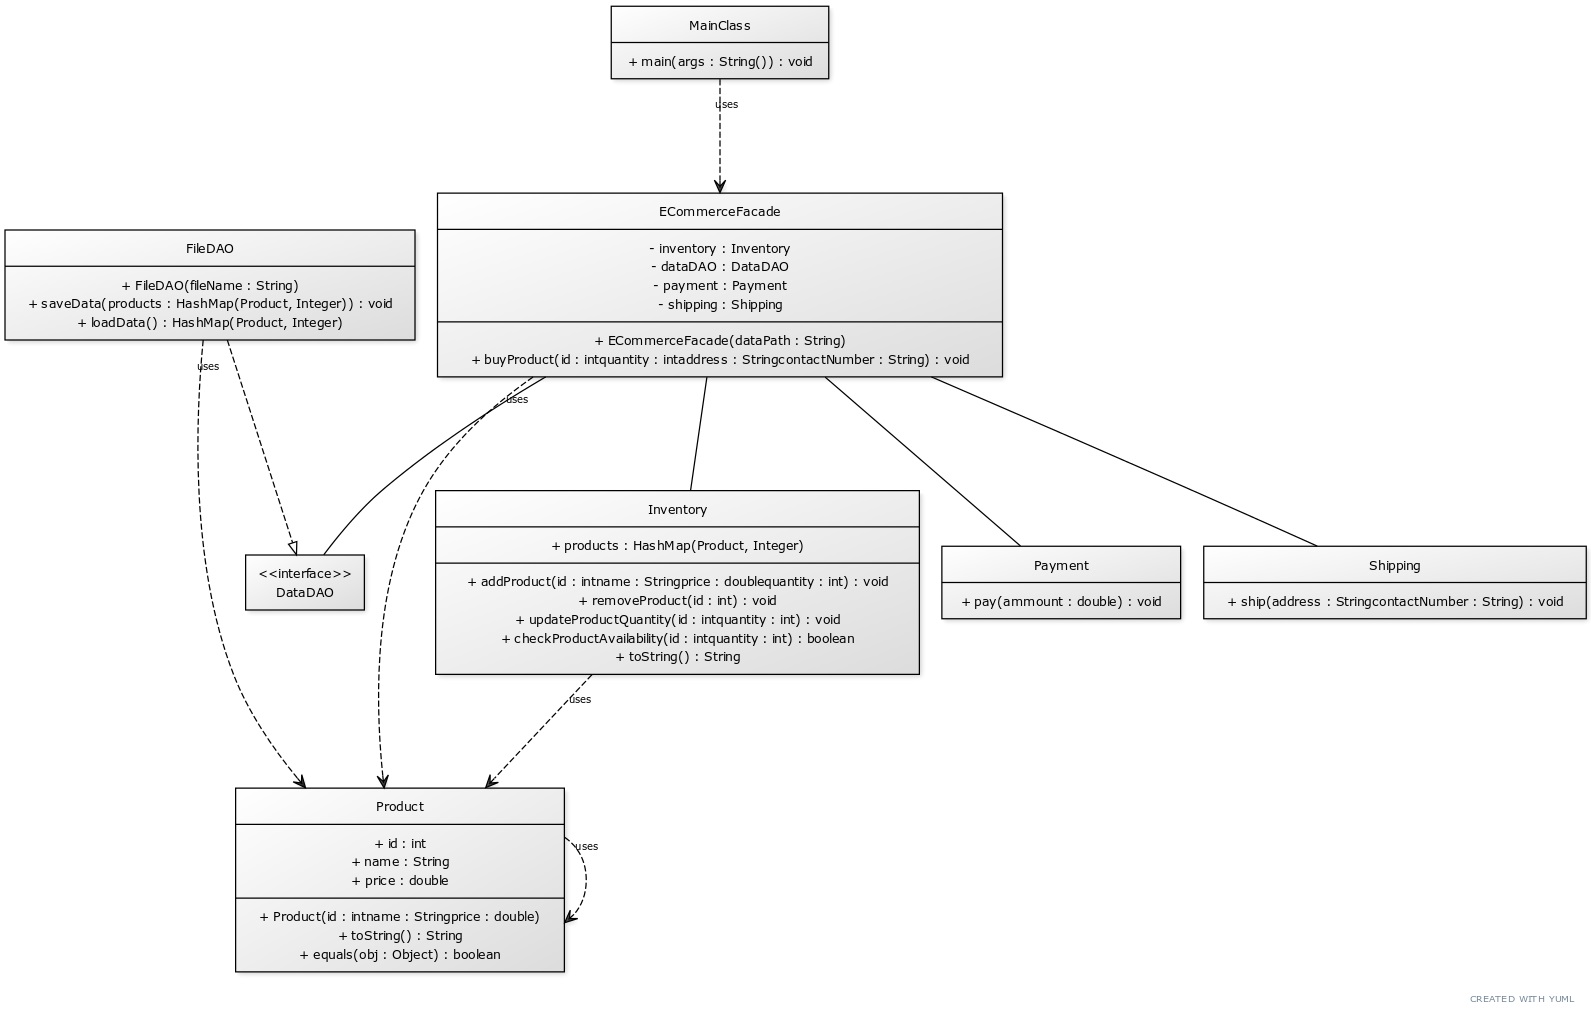 MainClass
+ main(args : String()) : void
uses
ECommerceFacade
- inventory : Inventory
- dataDAO : DataDAO
- payment : Payment
- shipping : Shipping
+ ECommerceFacade(dataPath : String)
+ buyProduct(id : intquantity : intaddress : StringcontactNumber : String) : void
FileDAO
+ FileDAO(fileName : String)
+ saveData(products : HashMap(Product, Integer)) : void
+ loadData() : HashMap(Product, Integer)
uses
uses
<<interface>>
DataDAO
Inventory
+ products : HashMap(Product, Integer)
+ addProduct(id : intname : Stringprice : doublequantity : int) : void
+ removeProduct(id : int) : void
+ updateProductQuantity(id : intquantity : int) : void
+ checkProductAvailability(id : intquantity : int) : boolean
+ toString() : String
Payment
+ pay(ammount : double) : void
Shipping
+ ship(address : StringcontactNumber : String) : void
uses
Product
+ id : int
+ name : String
+ price : double
+ Product(id : intname : Stringprice : double)
+ toString() : String
+ equals(obj : Object) : boolean
uses
CREATED WITH YUML